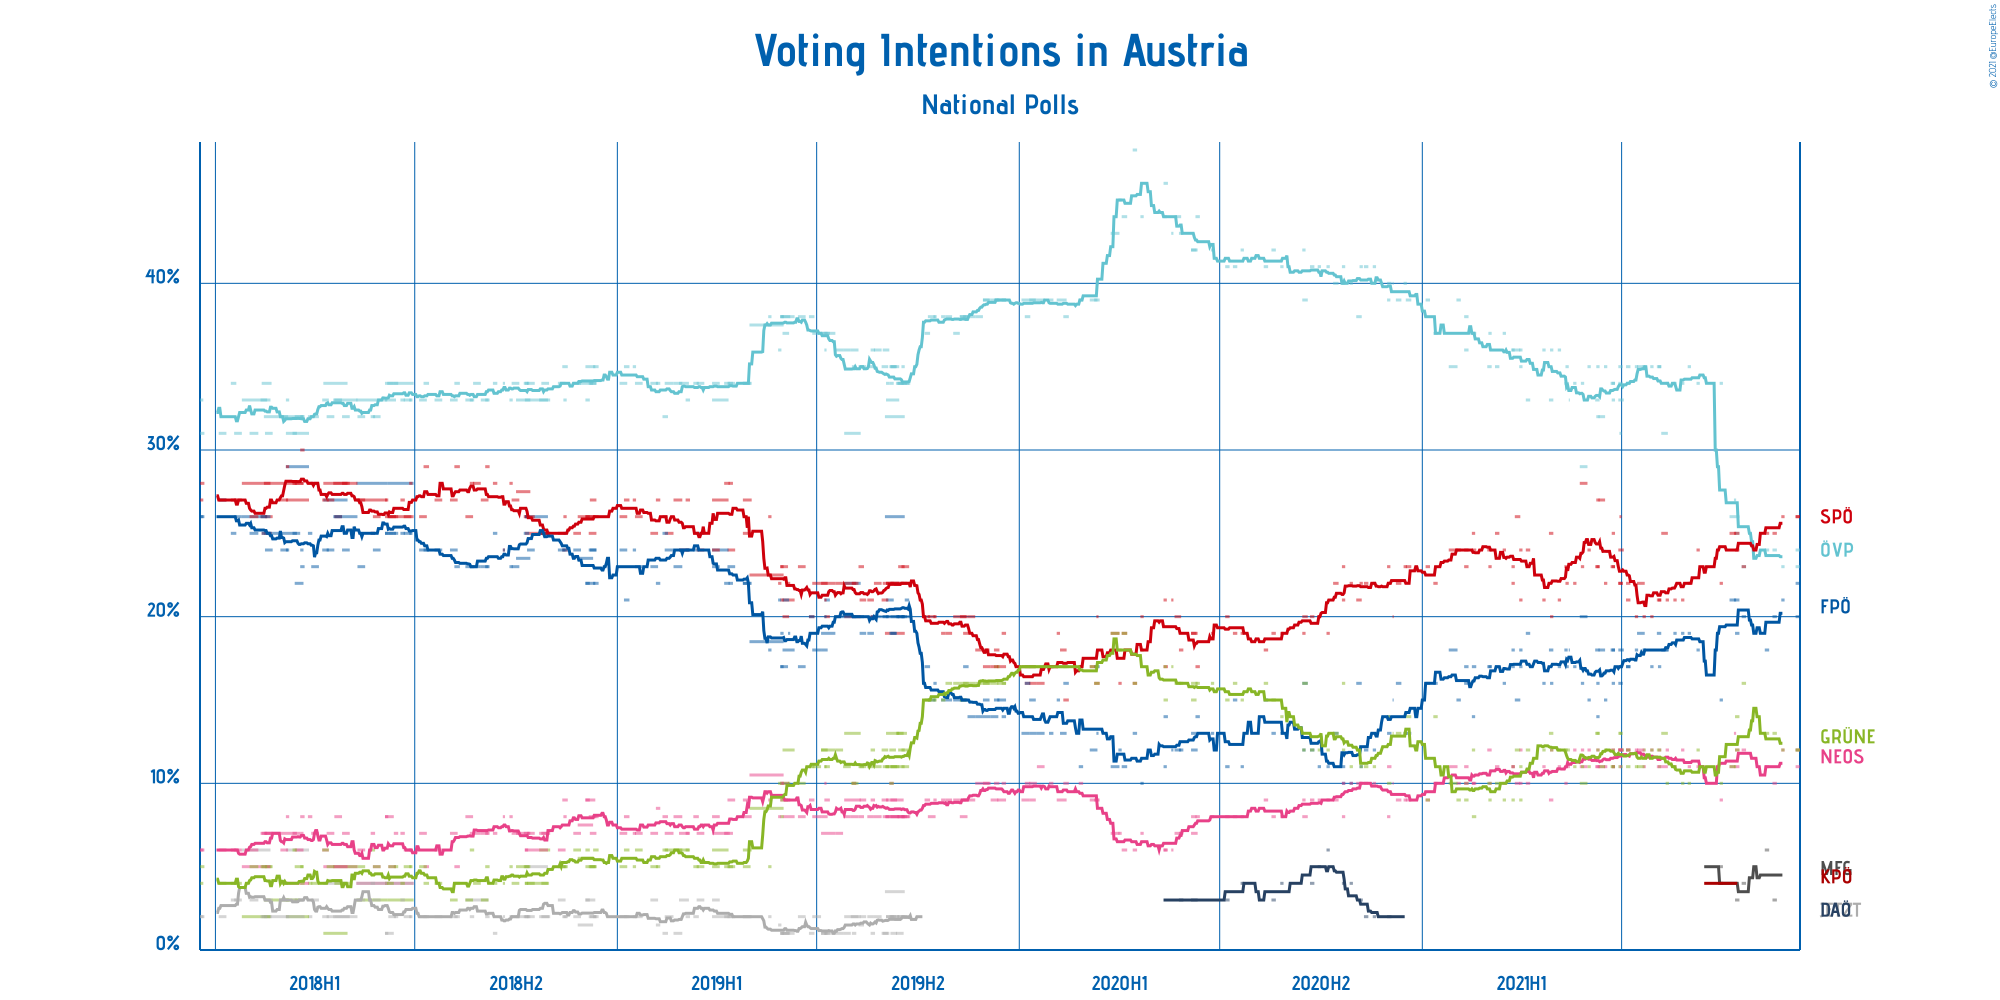 Voting Intentions in Austria
National Polls
© 2021 @EuropeElects
40%
30%
20%
10%
0%
SPÖ
ÖVP
FPÖ
GRÜNE
NEOS
MFG
KPÖ
DAÖ
2018H1
2018H2
2019H1
2019H2
2020H1
2020H2
2021H1